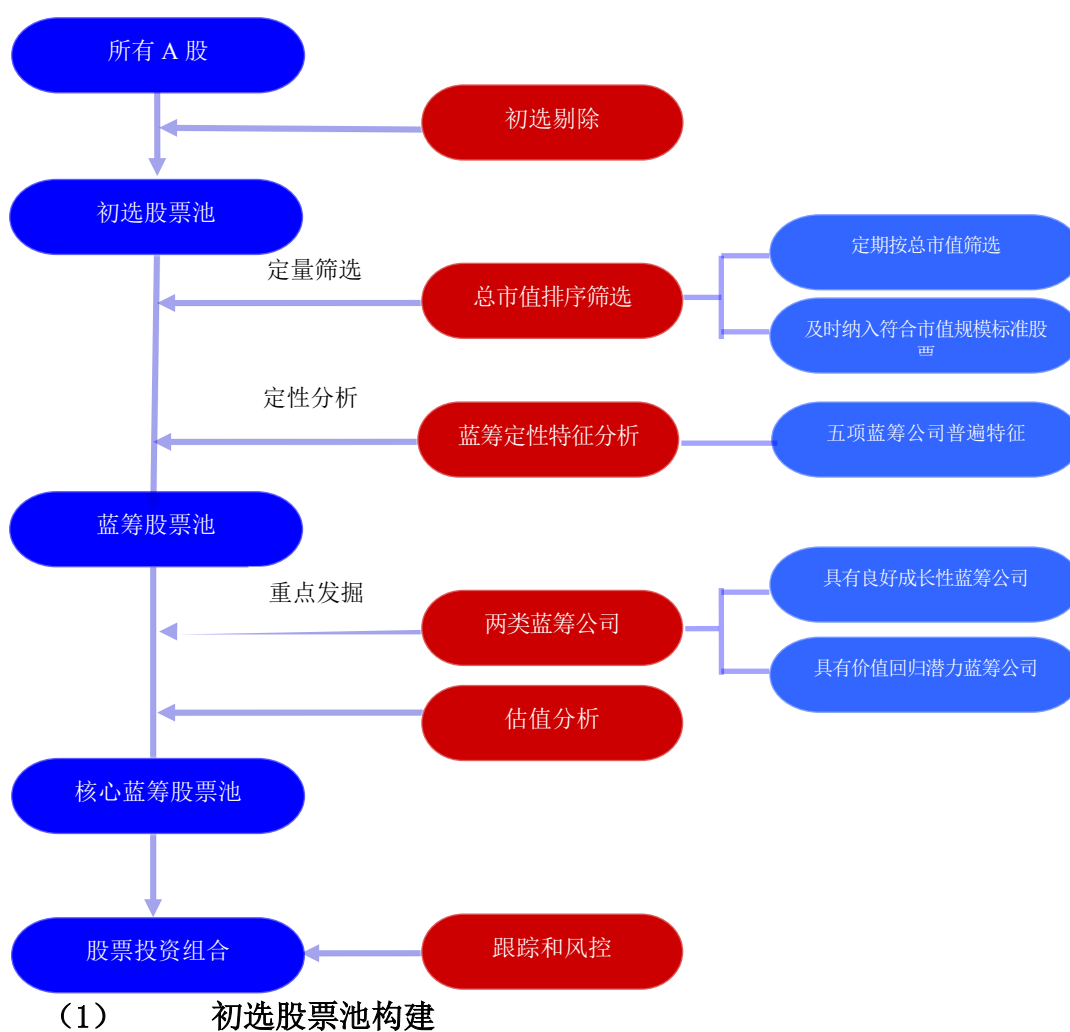 所有 A 股
初选剔除
初选股票池
定量筛选
总市值排序筛选
定期按总市值筛选
及时纳入符合市值规模标准股
票
定性分析
蓝筹定性特征分析
五项蓝筹公司普遍特征
蓝筹股票池
重点发掘
两类蓝筹公司
具有良好成长性蓝筹公司
具有价值回归潜力蓝筹公司
估值分析
核心蓝筹股票池
股票投资组合
跟踪和风控
（1） 初选股票池构建